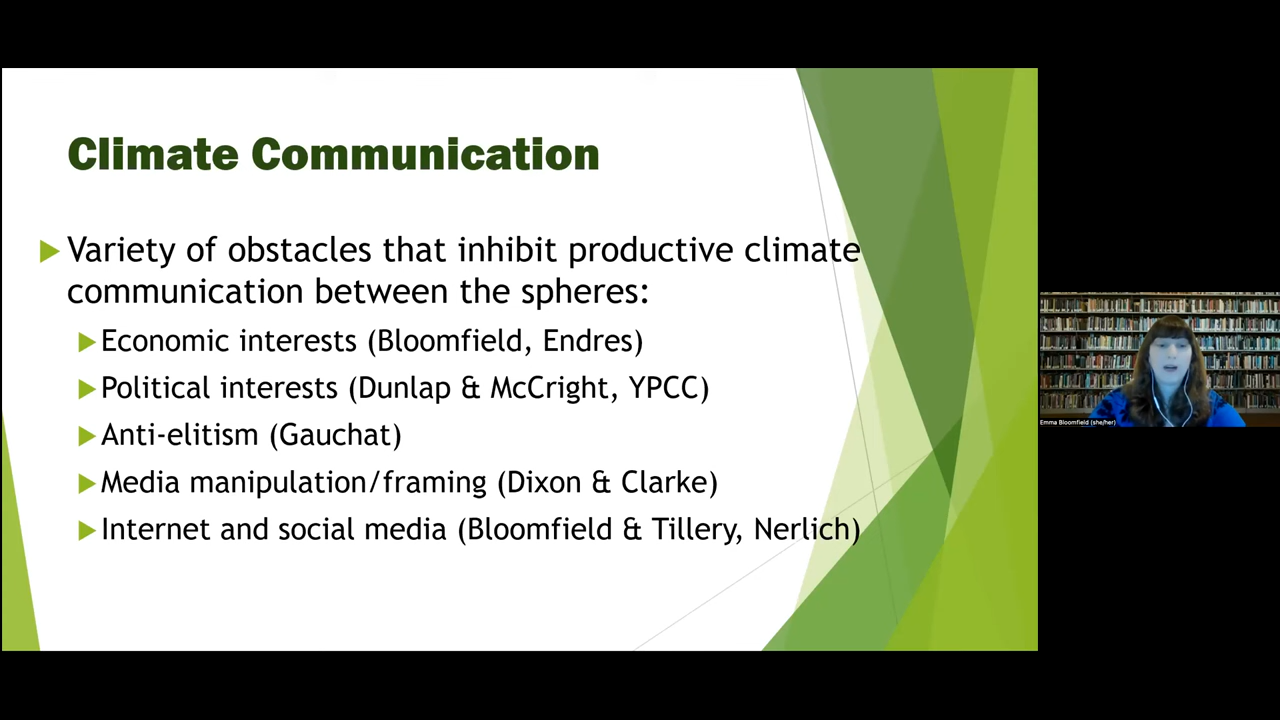 Climate Communication
Variety of obstacles that inhibit productive climate
communication between the spheres:
Economic interests (Bloomfield, Endres)
Political interests (Dunlap & McCright, YPCC)
Anti-elitism (Gauchat)
Media manipulation/framing (Dixon & Clarke)
Internet and social media (Bloomfield & Tillery, Nerlich)
Emma Bloomfield (she/her)